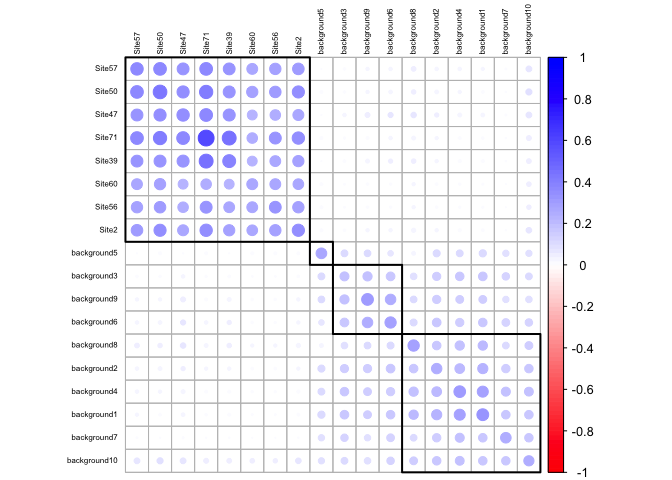 Site57 Site50 Site47 Site71 Site39 Site60 Site56 Site2 background5 background3 background9 background6 background8 background2 background4 background1 background7 background10
Site57
Site50
Site47
Site71
Site39
Site60
Site56
Site2
background5
background3
background9
background6
background8
background2
background4
background1
background7
background10
1
0.8
0.6
0.4
0.2
0
-0.2
-0.4
-0.6
-0.8
-1